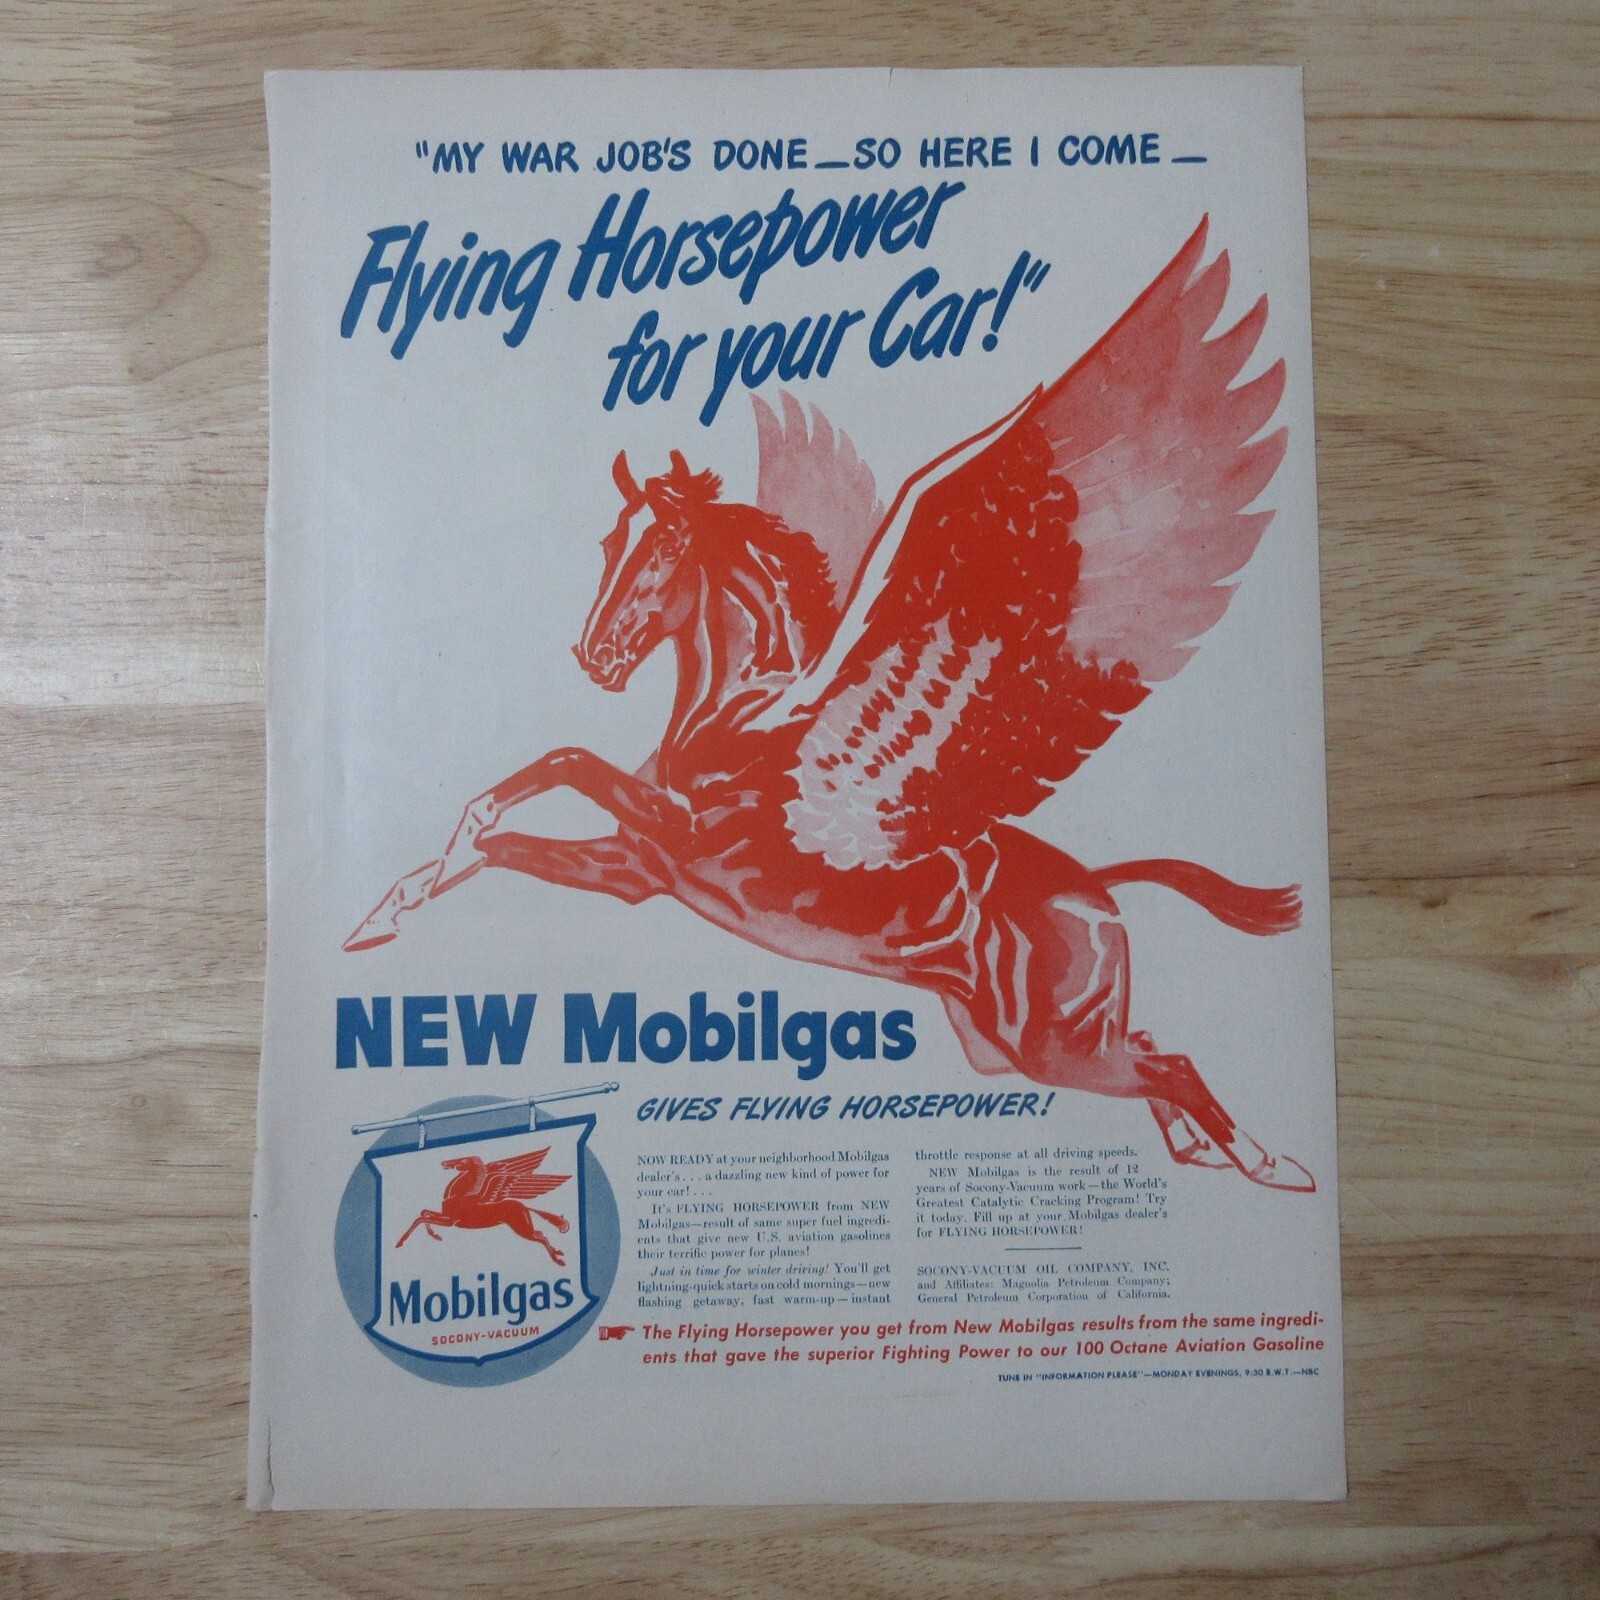 "MY WAR JOB'S DONE — SO HERE I COME —
Flying Horsepower
for your Car!"
NEW Mobilgas
GIVES FLYING HORSEPOWER!
NOW READY at your neighborhood Mobilgas
dealer's . . . a dazzling new kind of power for
your car! . . .
It's FLYING HORSEPOWER from NEW
Mobilgas—result of same super fuel ingredi-
ents that give new U.S. aviation gasolines
their terrific power for planes!
Just in time for winter driving! You'll get
lightning-quick starts on cold mornings—new
flashing getaway, fast warm-up—instant
throttle response at all driving speeds.
NEW Mobilgas is the result of 12
years of Socony-Vacuum work—the World's
Greatest Catalytic Cracking Program! Try
it today. Fill up at your Mobilgas dealer's
for FLYING HORSEPOWER!
SOCONY-VACUUM OIL COMPANY, INC.
and Affiliates: Magnolia Petroleum Company;
General Petroleum Corporation of California.
Mobilgas
SOCONY-VACUUM
The Flying Horsepower you get from New Mobilgas results from the same ingredi-
ents that gave the superior Fighting Power to our 100 Octane Aviation Gasoline
TUNE IN "INFORMATION PLEASE"—MONDAY EVENINGS, 9:30 E.W.T.—NBC